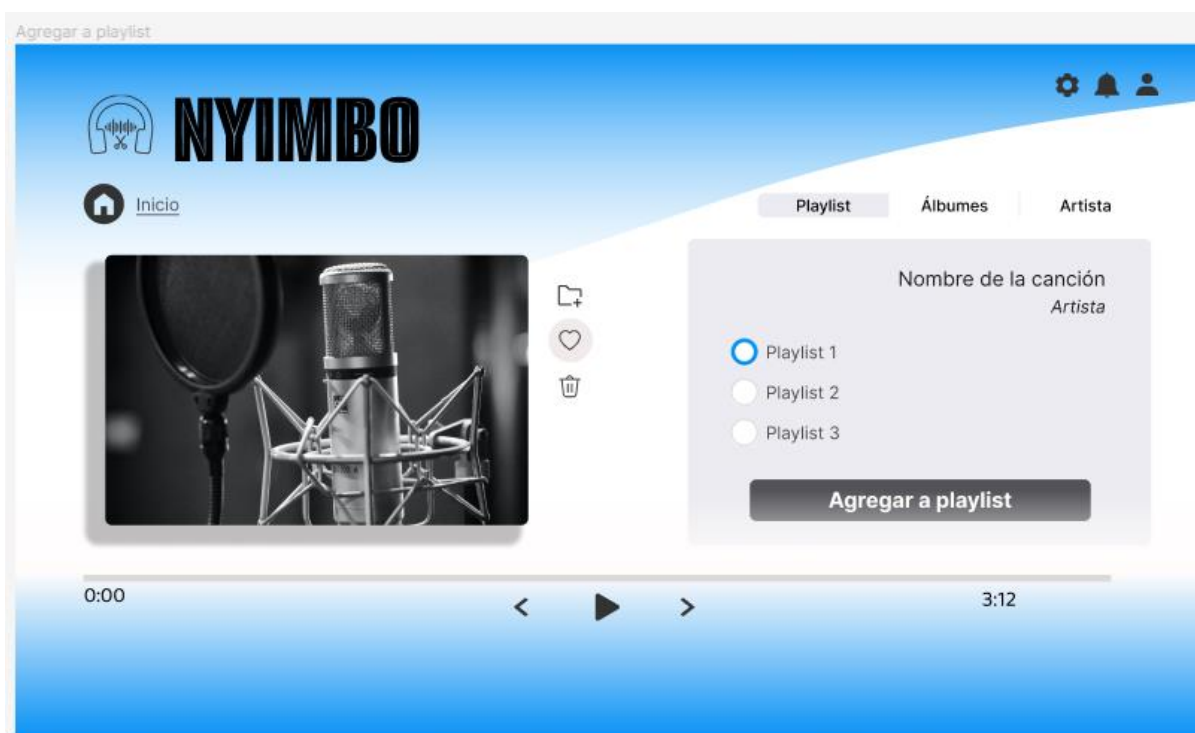 Agregar a playlist
NYIMBO
Inicio
Playlist Álbumes Artista
Nombre de la canción
Artista
Playlist 1
Playlist 2
Playlist 3
Agregar a playlist
0:00 3:12